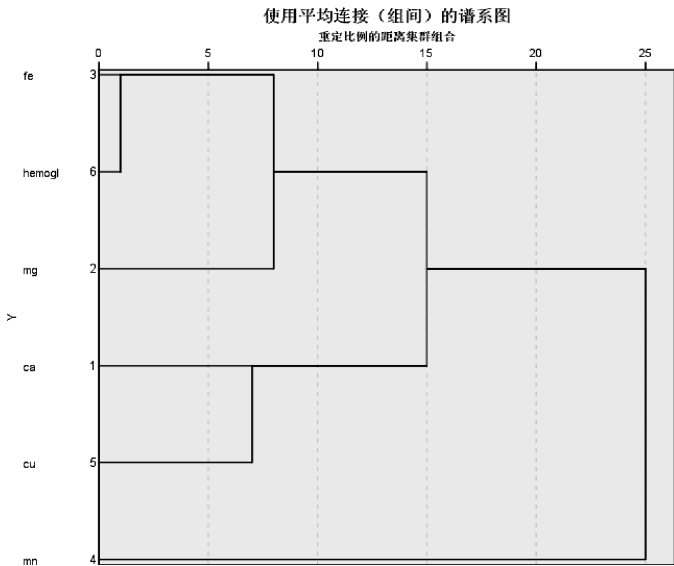 使用平均连接（组间）的谱系图
重定比例的距离集群组合
0 5 10 15 20 25
fe 3
hemogl 6
mg 2
Y
ca 1
cu 5
mn 4